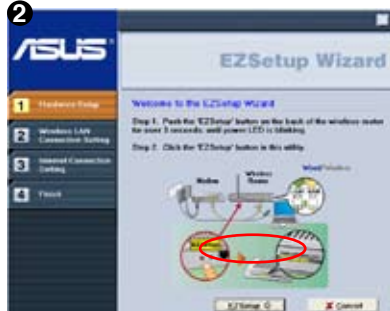 2
ASUS
EZSetup Wizard
1 Hardware Setup
2 Wireless LAN
Connection Setting
3 Internet Connection
Setting
4 Finish
Welcome to the EZSetup Wizard
Step 1. Push the 'EZSetup' button on the back of the wireless router
for over 3 seconds, until power LED is blinking.
Step 2. Click the 'EZSetup' button in this utility.
Modem
Wireless
Router
Wired/Wireless
EZSetup
Cancel